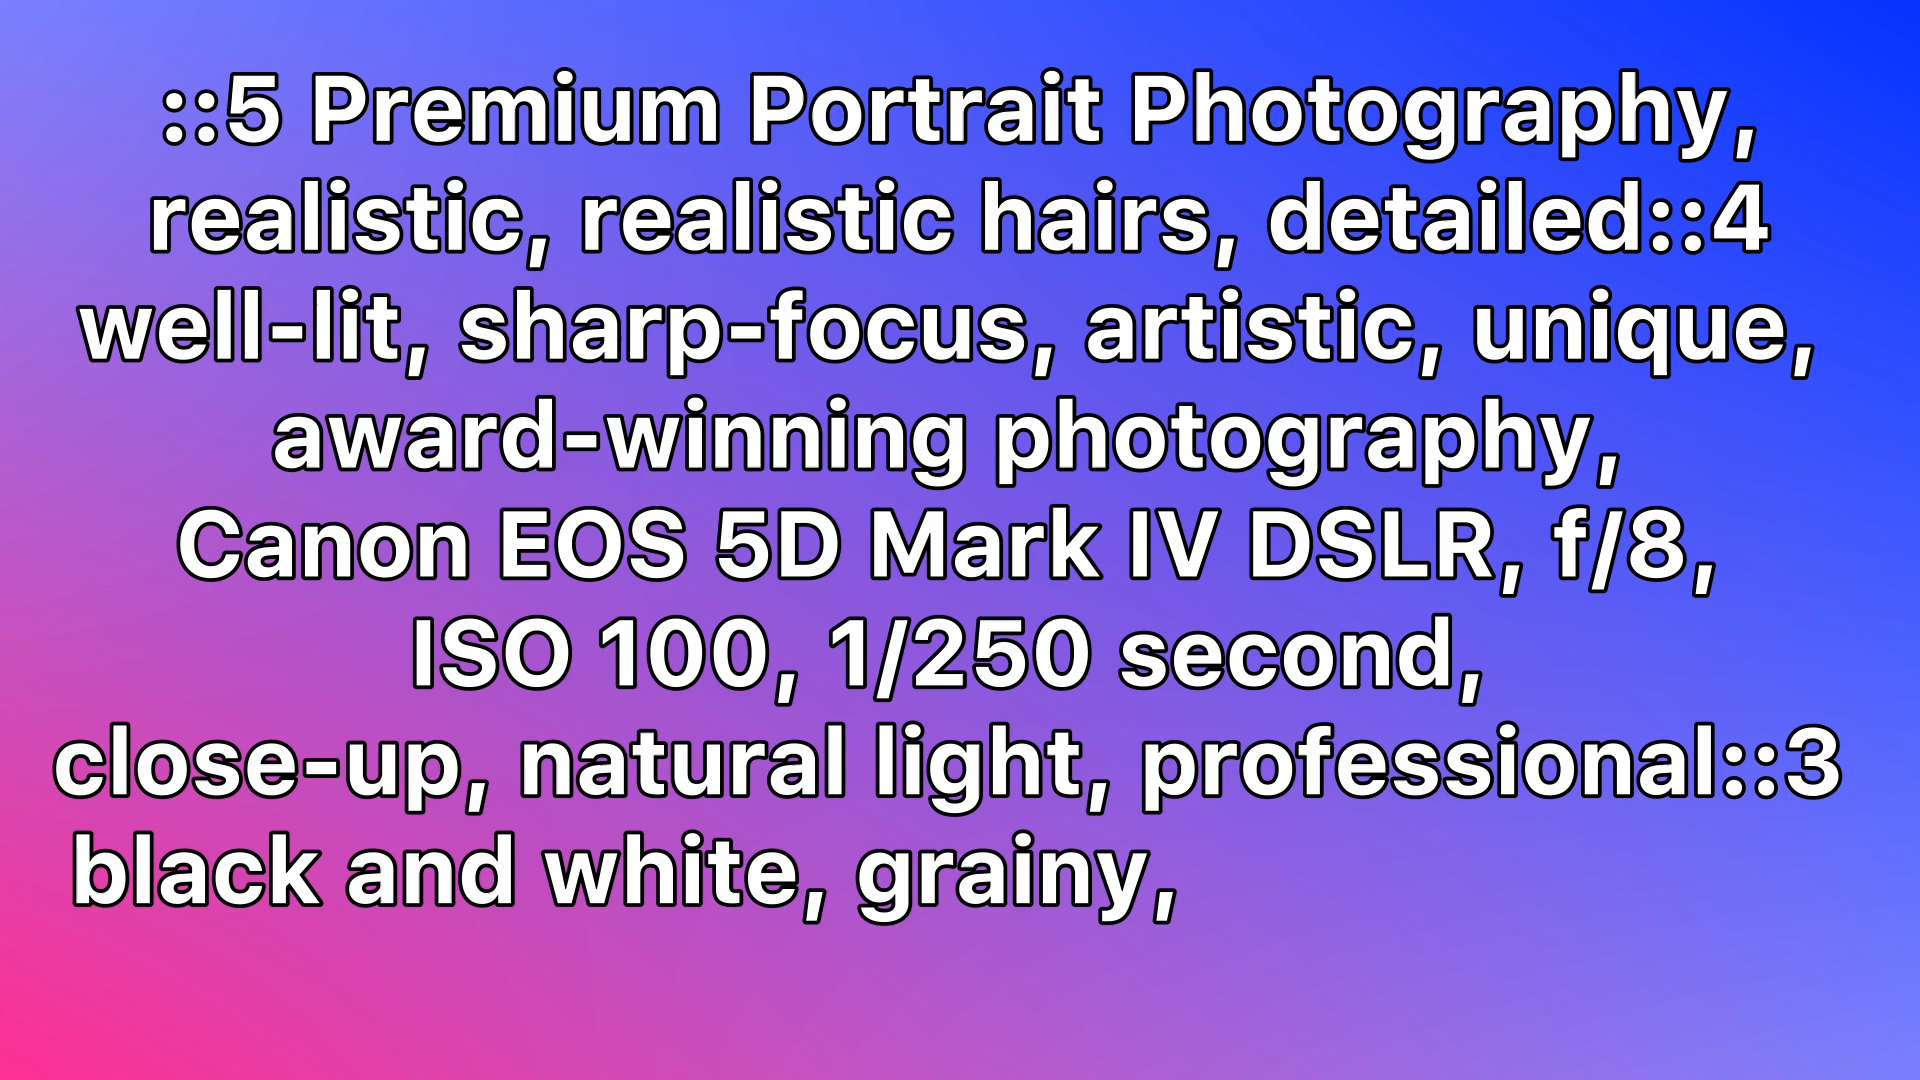 ::5 Premium Portrait Photography,
realistic, realistic hairs, detailed::4
well-lit, sharp-focus, artistic, unique,
award-winning photography,
Canon EOS 5D Mark IV DSLR, f/8,
ISO 100, 1/250 second,
close-up, natural light, professional::3
black and white, grainy,